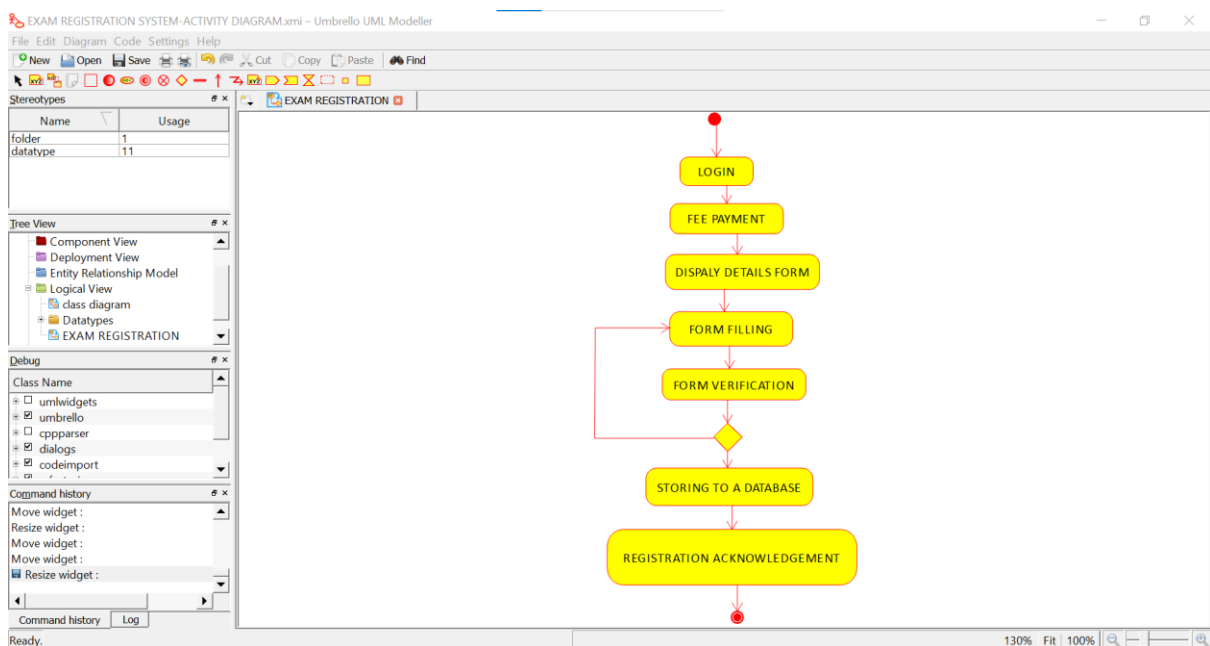 EXAM REGISTRATION SYSTEM-ACTIVITY DIAGRAM.xmi – Umbrello UML Modeller
File Edit Diagram Code Settings Help
New Open Save Cut Copy Paste Find
Stereotypes
Name Usage
folder 1
datatype 11
Tree View
Component View
Deployment View
Entity Relationship Model
Logical View
class diagram
Datatypes
EXAM REGISTRATION
Debug
Class Name
umlwidgets
umbrello
cppparser
dialogs
codeimport
Command history
Move widget :
Resize widget :
Move widget :
Move widget :
Resize widget :
Command history Log
Ready.
EXAM REGISTRATION
LOGIN
FEE PAYMENT
DISPALY DETAILS FORM
FORM FILLING
FORM VERIFICATION
STORING TO A DATABASE
REGISTRATION ACKNOWLEDGEMENT
130% Fit 100%